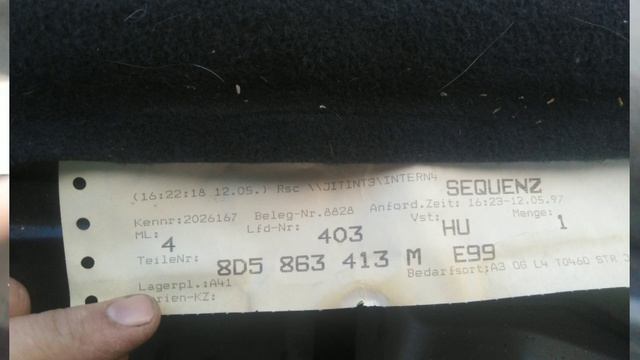 (16:22:18 12.05.) Rsc \\JITINT3\INTERN4 SEQUENZ
Kennr:2026167 Beleg-Nr.8828 Anford.Zeit: 16:23-12.05.97
ML: 4 Lfd-Nr: 403 Vst: HU Menge: 1
TeileNr: 8D5 863 413 M E99
Lagerpl.:A41 Bedarfsort:A3 OG L4 T046D STR